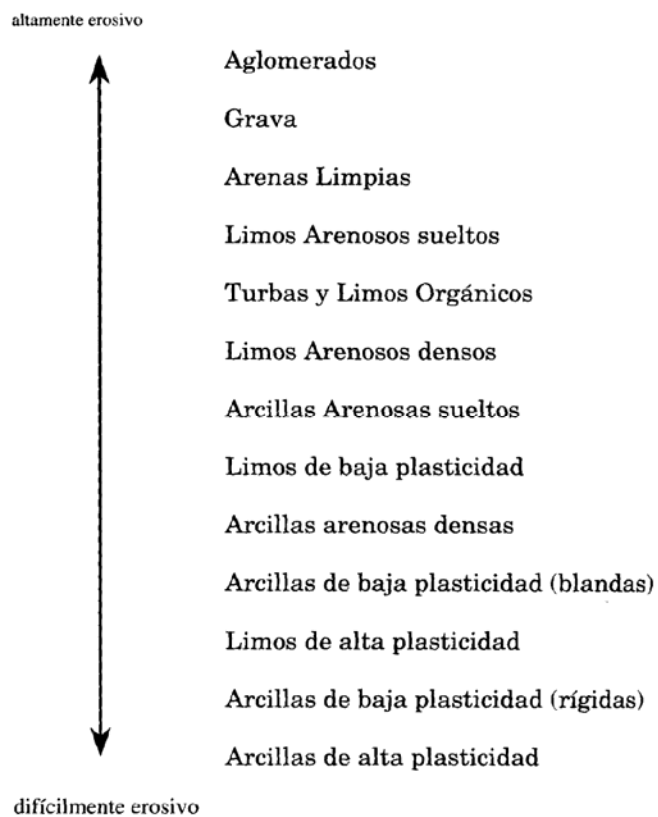 altamente erosivo
Aglomerados
Grava
Arenas Limpias
Limos Arenosos sueltos
Turbas y Limos Orgánicos
Limos Arenosos densos
Arcillas Arenosas sueltos
Limos de baja plasticidad
Arcillas arenosas densas
Arcillas de baja plasticidad (blandas)
Limos de alta plasticidad
Arcillas de baja plasticidad (rígidas)
Arcillas de alta plasticidad
difícilmente erosivo